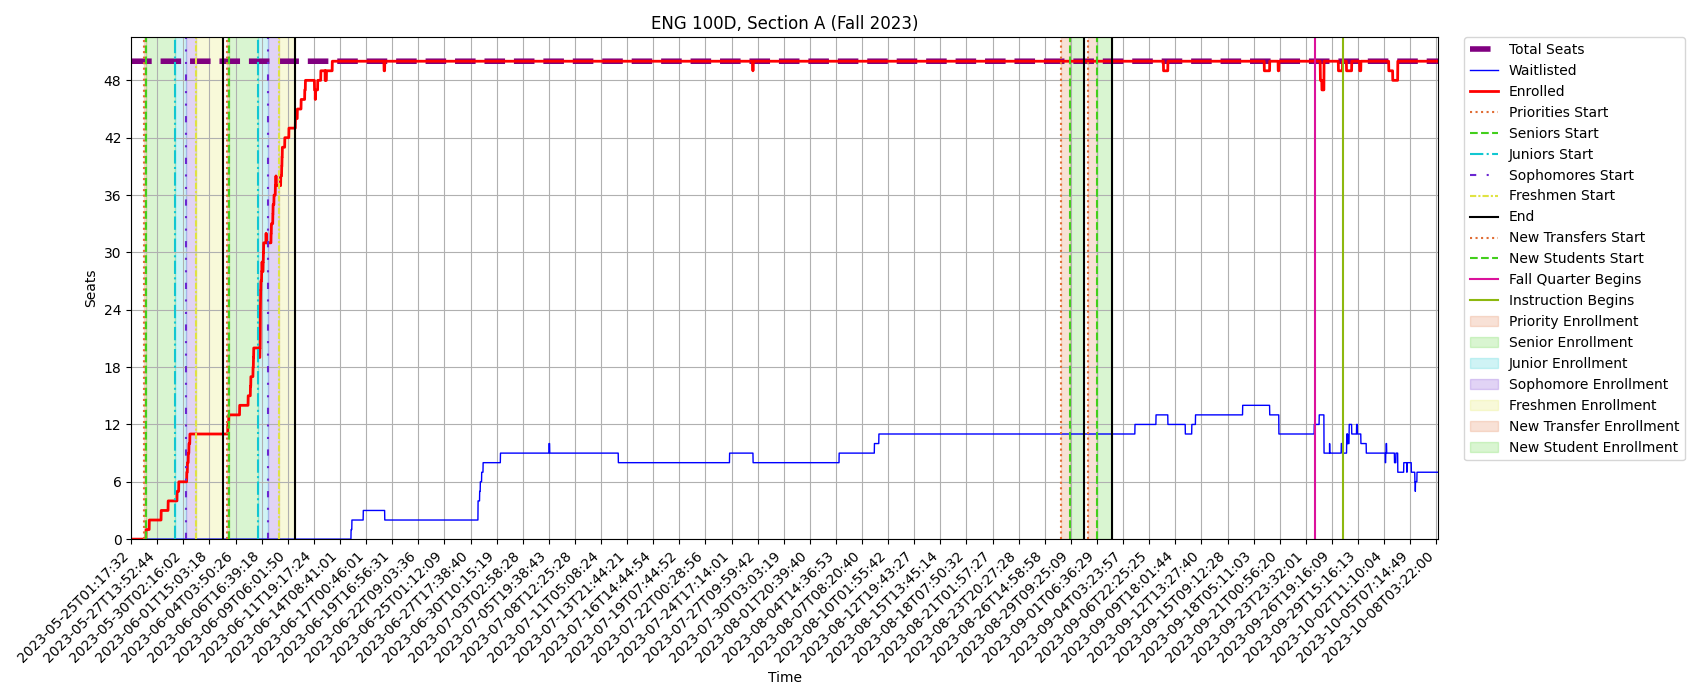 ENG 100D, Section A (Fall 2023)
Seats
48
42
36
30
24
18
12
6
0
2023-05-25T01:17:32
2023-05-27T13:52:44
2023-05-30T02:16:02
2023-06-01T15:03:18
2023-06-04T03:50:26
2023-06-06T16:39:18
2023-06-09T06:01:50
2023-06-11T19:17:24
2023-06-14T08:41:01
2023-06-17T00:46:01
2023-06-19T16:56:31
2023-06-22T09:03:36
2023-06-25T01:12:09
2023-06-27T17:38:40
2023-06-30T10:15:19
2023-07-03T02:58:28
2023-07-05T19:38:43
2023-07-08T12:25:28
2023-07-11T05:08:24
2023-07-13T21:44:21
2023-07-16T14:44:54
2023-07-19T07:44:52
2023-07-22T00:28:56
2023-07-24T17:14:01
2023-07-27T09:59:42
2023-07-30T03:03:19
2023-08-01T20:39:40
2023-08-04T14:36:53
2023-08-07T08:20:40
2023-08-10T01:55:42
2023-08-12T19:43:27
2023-08-15T13:45:14
2023-08-18T07:50:32
2023-08-21T01:57:27
2023-08-23T20:27:28
2023-08-26T14:58:58
2023-08-29T09:25:09
2023-09-01T06:36:29
2023-09-04T03:23:57
2023-09-06T22:25:25
2023-09-09T18:01:44
2023-09-12T13:27:40
2023-09-15T09:12:28
2023-09-18T05:11:03
2023-09-21T00:56:20
2023-09-23T23:32:01
2023-09-26T19:16:09
2023-09-29T15:16:13
2023-10-02T11:10:04
2023-10-05T07:14:49
2023-10-08T03:22:00
Time
Total Seats
Waitlisted
Enrolled
Priorities Start
Seniors Start
Juniors Start
Sophomores Start
Freshmen Start
End
New Transfers Start
New Students Start
Fall Quarter Begins
Instruction Begins
Priority Enrollment
Senior Enrollment
Junior Enrollment
Sophomore Enrollment
Freshmen Enrollment
New Transfer Enrollment
New Student Enrollment